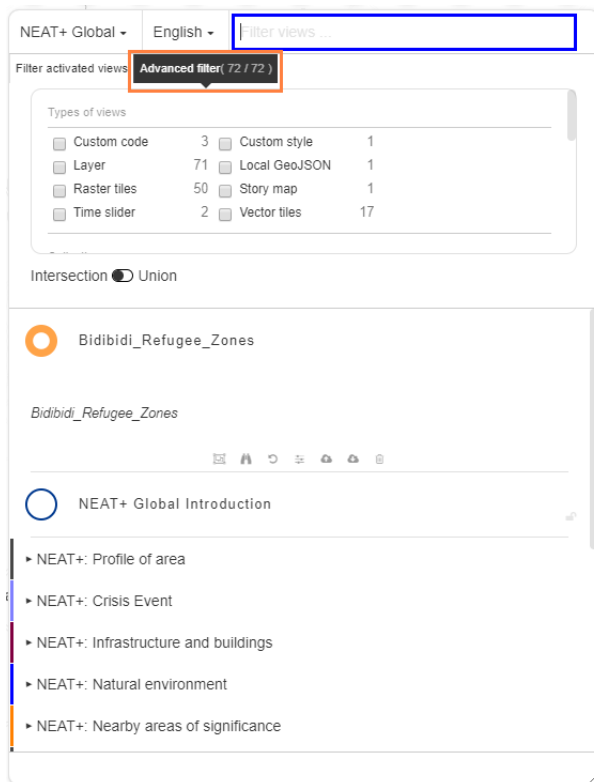 NEAT+ Global English Filter views ...
Filter activated views Advanced filter( 72 / 72 )
Types of views
Custom code 3 Custom style 1
Layer 71 Local GeoJSON 1
Raster tiles 50 Story map 1
Time slider 2 Vector tiles 17
Intersection Union
Bidibidi_Refugee_Zones
Bidibidi_Refugee_Zones
NEAT+ Global Introduction
NEAT+: Profile of area
NEAT+: Crisis Event
NEAT+: Infrastructure and buildings
NEAT+: Natural environment
NEAT+: Nearby areas of significance